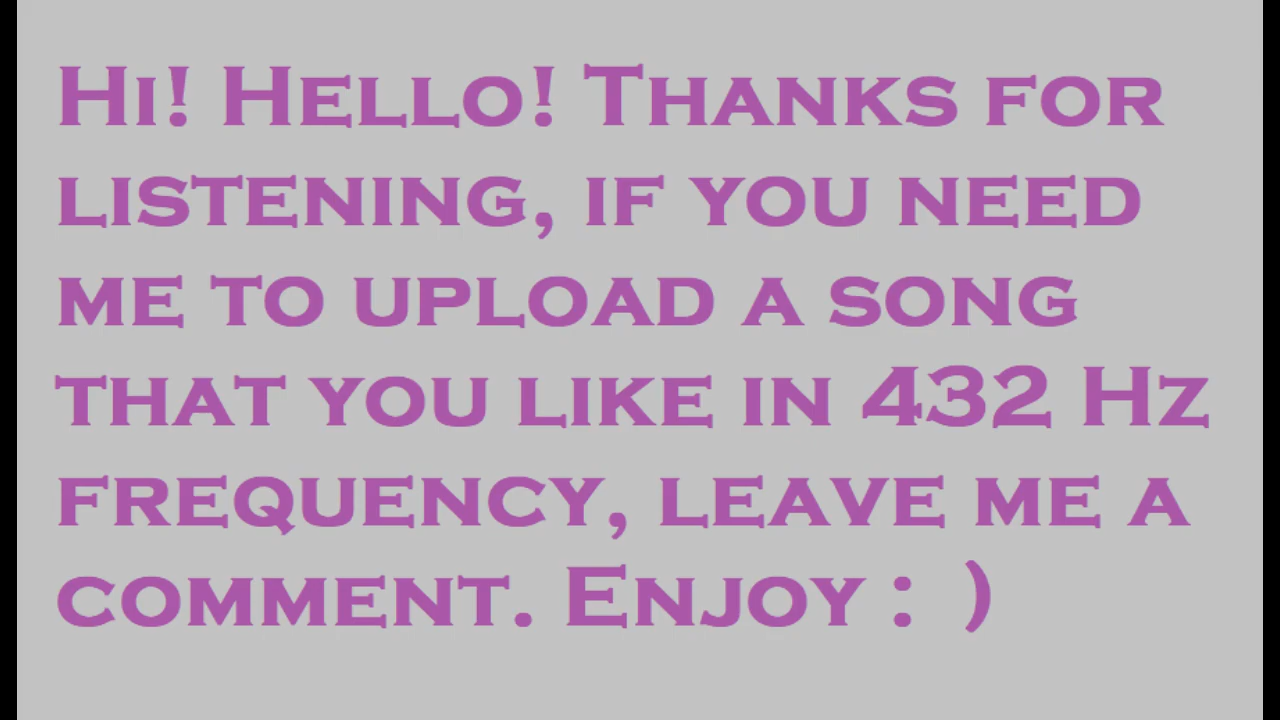 Hi! Hello! Thanks for
listening, if you need
me to upload a song
that you like in 432 Hz
frequency, leave me a
comment. Enjoy : )